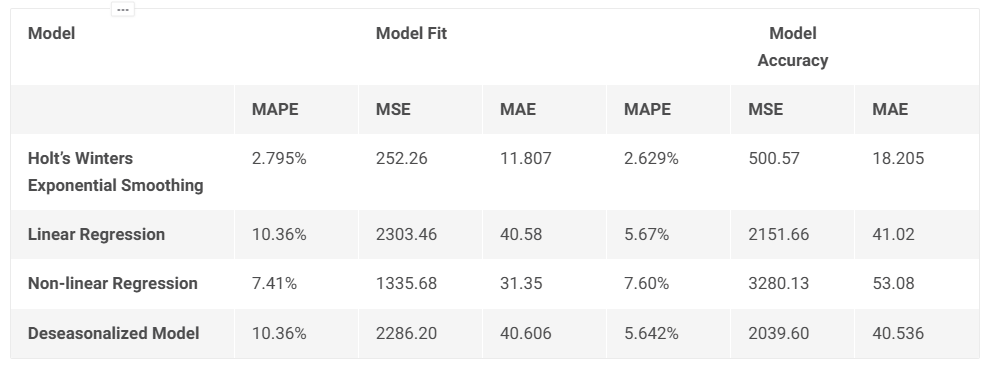 ---
Model Model Fit Model
Accuracy
MAPE MSE MAE MAPE MSE MAE
Holt’s Winters 2.795% 252.26 11.807 2.629% 500.57 18.205
Exponential Smoothing
Linear Regression 10.36% 2303.46 40.58 5.67% 2151.66 41.02
Non-linear Regression 7.41% 1335.68 31.35 7.60% 3280.13 53.08
Deseasonalized Model 10.36% 2286.20 40.606 5.642% 2039.60 40.536